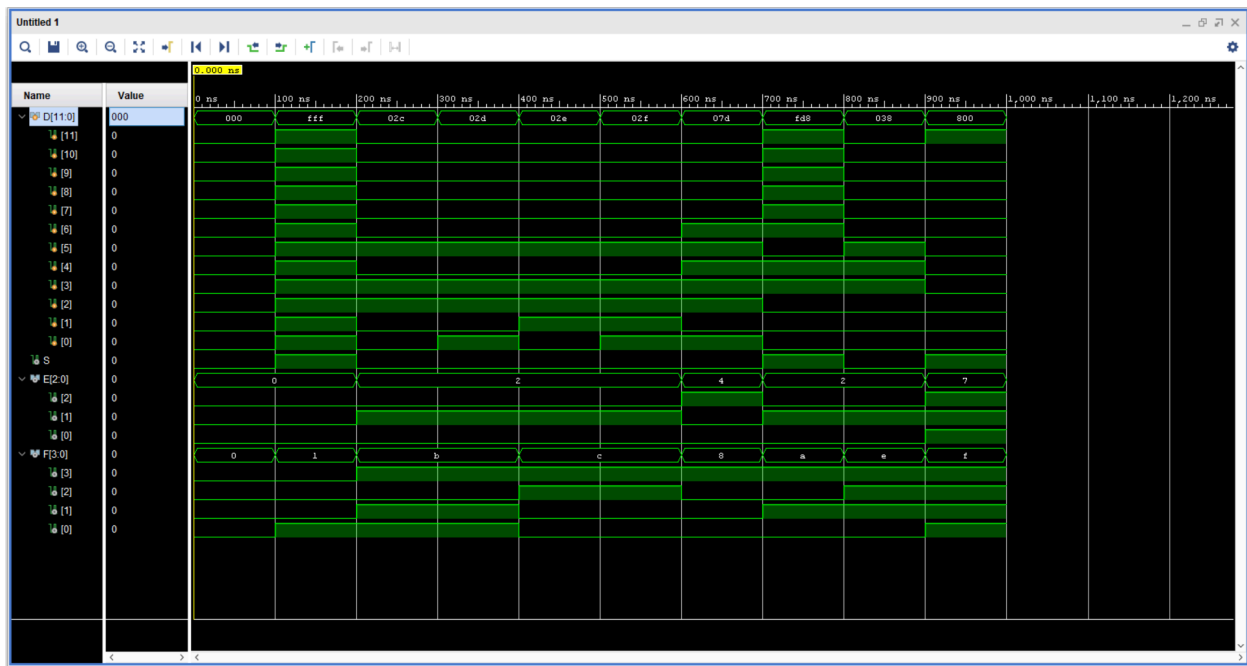 Untitled 1
0.000 ns
Name Value
0 ns 100 ns 200 ns 300 ns 400 ns 500 ns 600 ns 700 ns 800 ns 900 ns 1,000 ns 1,100 ns 1,200 ns
D[11:0] 000 000 fff 02c 02d 02e 02f 07d fd8 038 800
[11] 0
[10] 0
[9] 0
[8] 0
[7] 0
[6] 0
[5] 0
[4] 0
[3] 0
[2] 0
[1] 0
[0] 0
S 0
E[2:0] 0 0 2 4 2 7
[2] 0
[1] 0
[0] 0
F[3:0] 0 0 1 b c 8 a e f
[3] 0
[2] 0
[1] 0
[0] 0